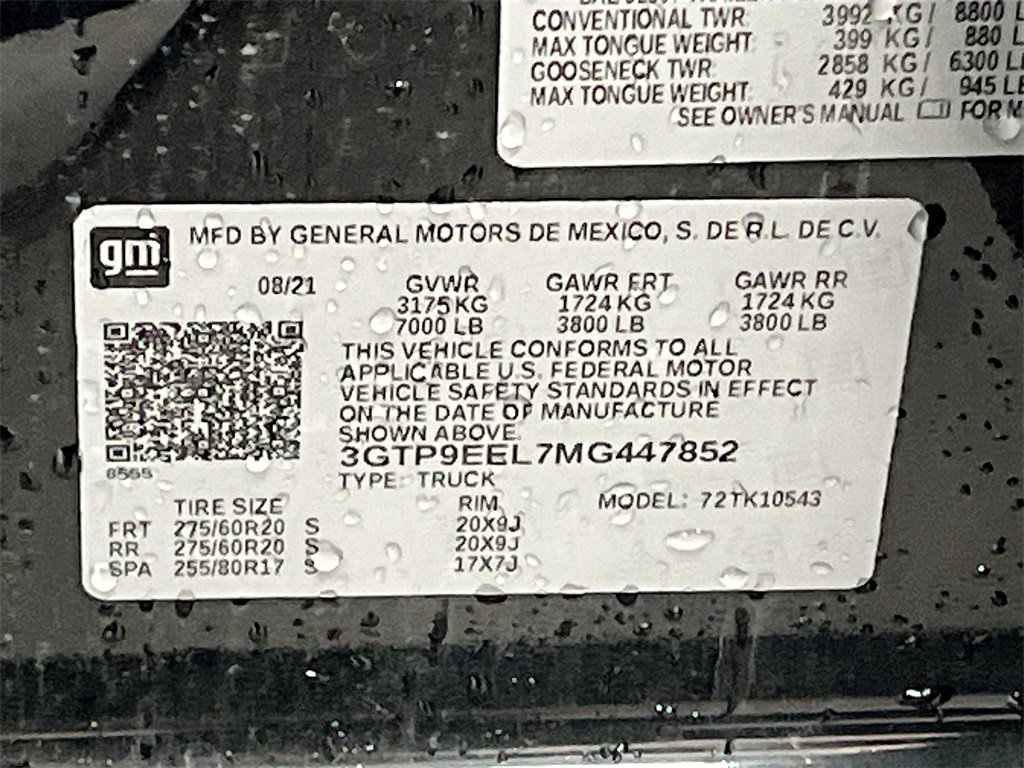 CONVENTIONAL TWR 3992 KG/ 8800 L
MAX TONGUE WEIGHT 399 KG/ 880 L
GOOSENECK TWR 2858 KG/ 6300 LB
MAX TONGUE WEIGHT 429 KG/ 945 LB
SEE OWNER'S MANUAL FOR M
gm
MFD BY GENERAL MOTORS DE MEXICO, S. DE R.L. DE C.V.
08/21 GVWR GAWR FRT GAWR RR
3175 KG 1724 KG 1724 KG
7000 LB 3800 LB 3800 LB
THIS VEHICLE CONFORMS TO ALL
APPLICABLE U.S. FEDERAL MOTOR
VEHICLE SAFETY STANDARDS IN EFFECT
ON THE DATE OF MANUFACTURE
SHOWN ABOVE.
3GTP9EEL7MG447852
8565
TYPE: TRUCK
TIRE SIZE RIM MODEL: 72TK10543
FRT 275/60R20 S 20X9J
RR 275/60R20 S 20X9J
SPA 255/80R17 S 17X7J